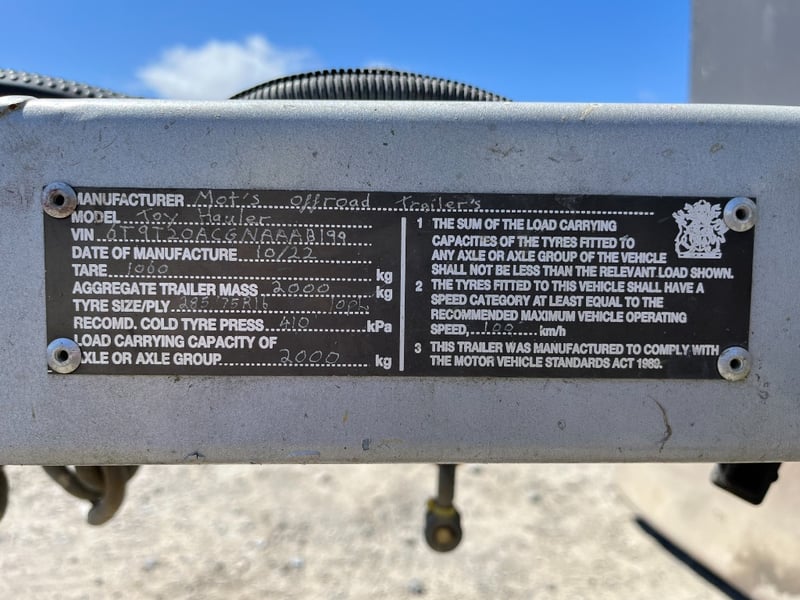 MANUFACTURER Mot's Offroad Trailer's
MODEL Toy Hauler
VIN 6T9T20ACGNAAAB199
DATE OF MANUFACTURE 10/22
TARE 1000 kg
AGGREGATE TRAILER MASS 2000 kg
TYRE SIZE/PLY 285 75R16 10ply
RECOMD. COLD TYRE PRESS 410 kPa
LOAD CARRYING CAPACITY OF
AXLE OR AXLE GROUP 2000 kg
1 THE SUM OF THE LOAD CARRYING
CAPACITIES OF THE TYRES FITTED TO
ANY AXLE OR AXLE GROUP OF THE VEHICLE
SHALL NOT BE LESS THAN THE RELEVANT LOAD SHOWN.
2 THE TYRES FITTED TO THIS VEHICLE SHALL HAVE A
SPEED CATEGORY AT LEAST EQUAL TO THE
RECOMMENDED MAXIMUM VEHICLE OPERATING
SPEED, 100 km/h
3 THIS TRAILER WAS MANUFACTURED TO COMPLY WITH
THE MOTOR VEHICLE STANDARDS ACT 1989.